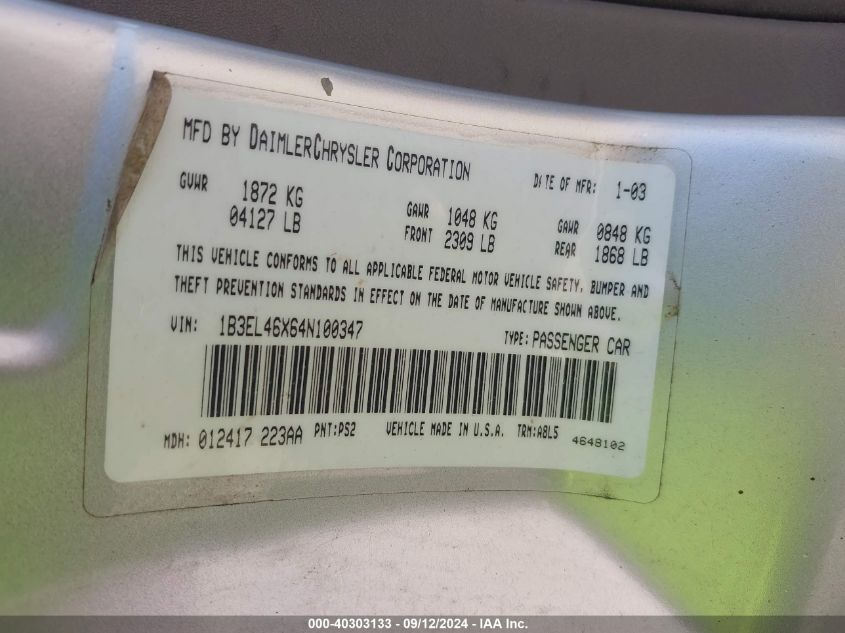 MFD BY DAIMLERCHRYSLER CORPORATION DATE OF MFR: 1-03
GVWR 1872 KG GAWR 1048 KG GAWR 0848 KG
04127 LB FRONT 2309 LB REAR 1868 LB
THIS VEHICLE CONFORMS TO ALL APPLICABLE FEDERAL MOTOR VEHICLE SAFETY, BUMPER AND
THEFT PREVENTION STANDARDS IN EFFECT ON THE DATE OF MANUFACTURE SHOWN ABOVE.
VIN: 1B3EL46X64N100347 TYPE: PASSENGER CAR
MDH: 012417 223AA PNT:PS2 VEHICLE MADE IN U.S.A. TRM:A8L5 4648102
000-40303133 - 09/12/2024 - IAA Inc.